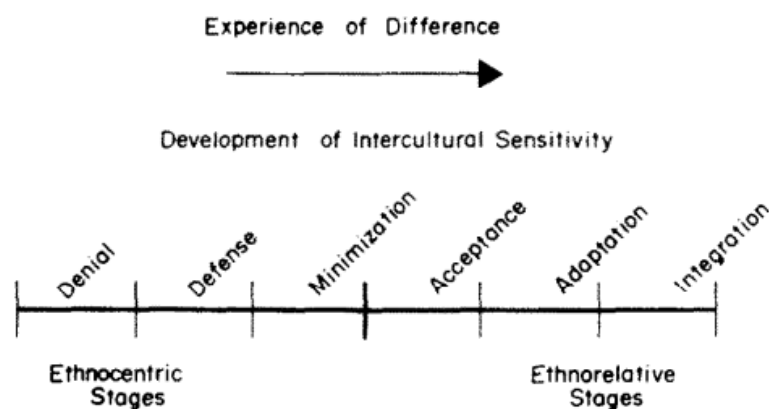 Experience of Difference
Development of Intercultural Sensitivity
Denial
Defense
Minimization
Acceptance
Adaptation
Integration
Ethnocentric
Stages
Ethnorelative
Stages